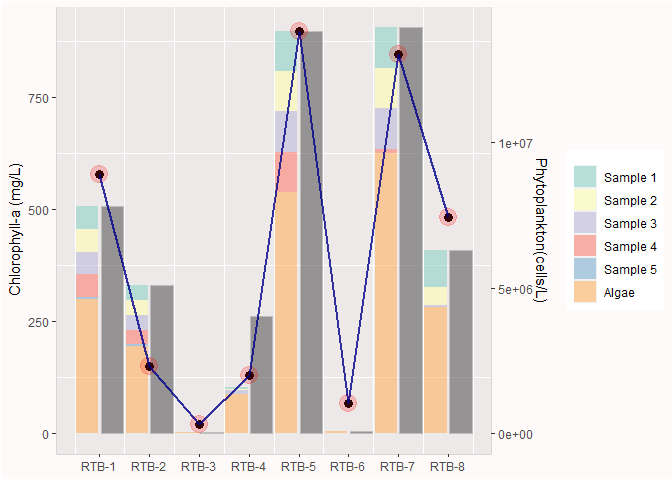 Chlorophyll-a (mg/L)
750
500
250
0
RTB-1 RTB-2 RTB-3 RTB-4 RTB-5 RTB-6 RTB-7 RTB-8
1e+07
5e+06
0e+00
Phytoplankton(cells/L)
Sample 1
Sample 2
Sample 3
Sample 4
Sample 5
Algae